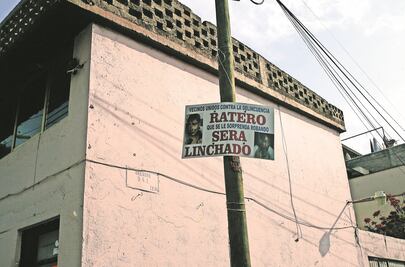 VECINOS UNIDOS CONTRA LA DELINCUENCIA
RATERO
QUE SE LE SORPRENDA ROBANDO
SERA
LINCHADO